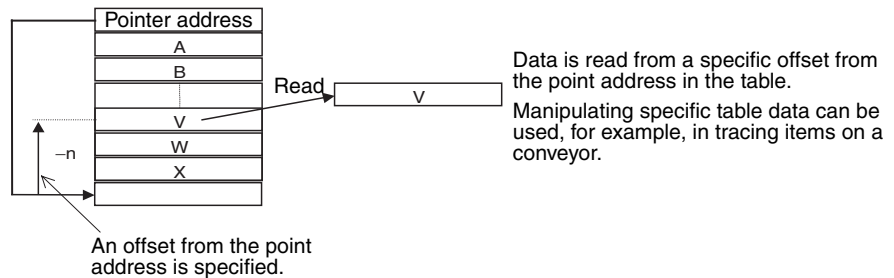 Pointer address
A
B
V
W
X
–n
Read
V
An offset from the point
address is specified.
Data is read from a specific offset from
the point address in the table.
Manipulating specific table data can be
used, for example, in tracing items on a
conveyor.